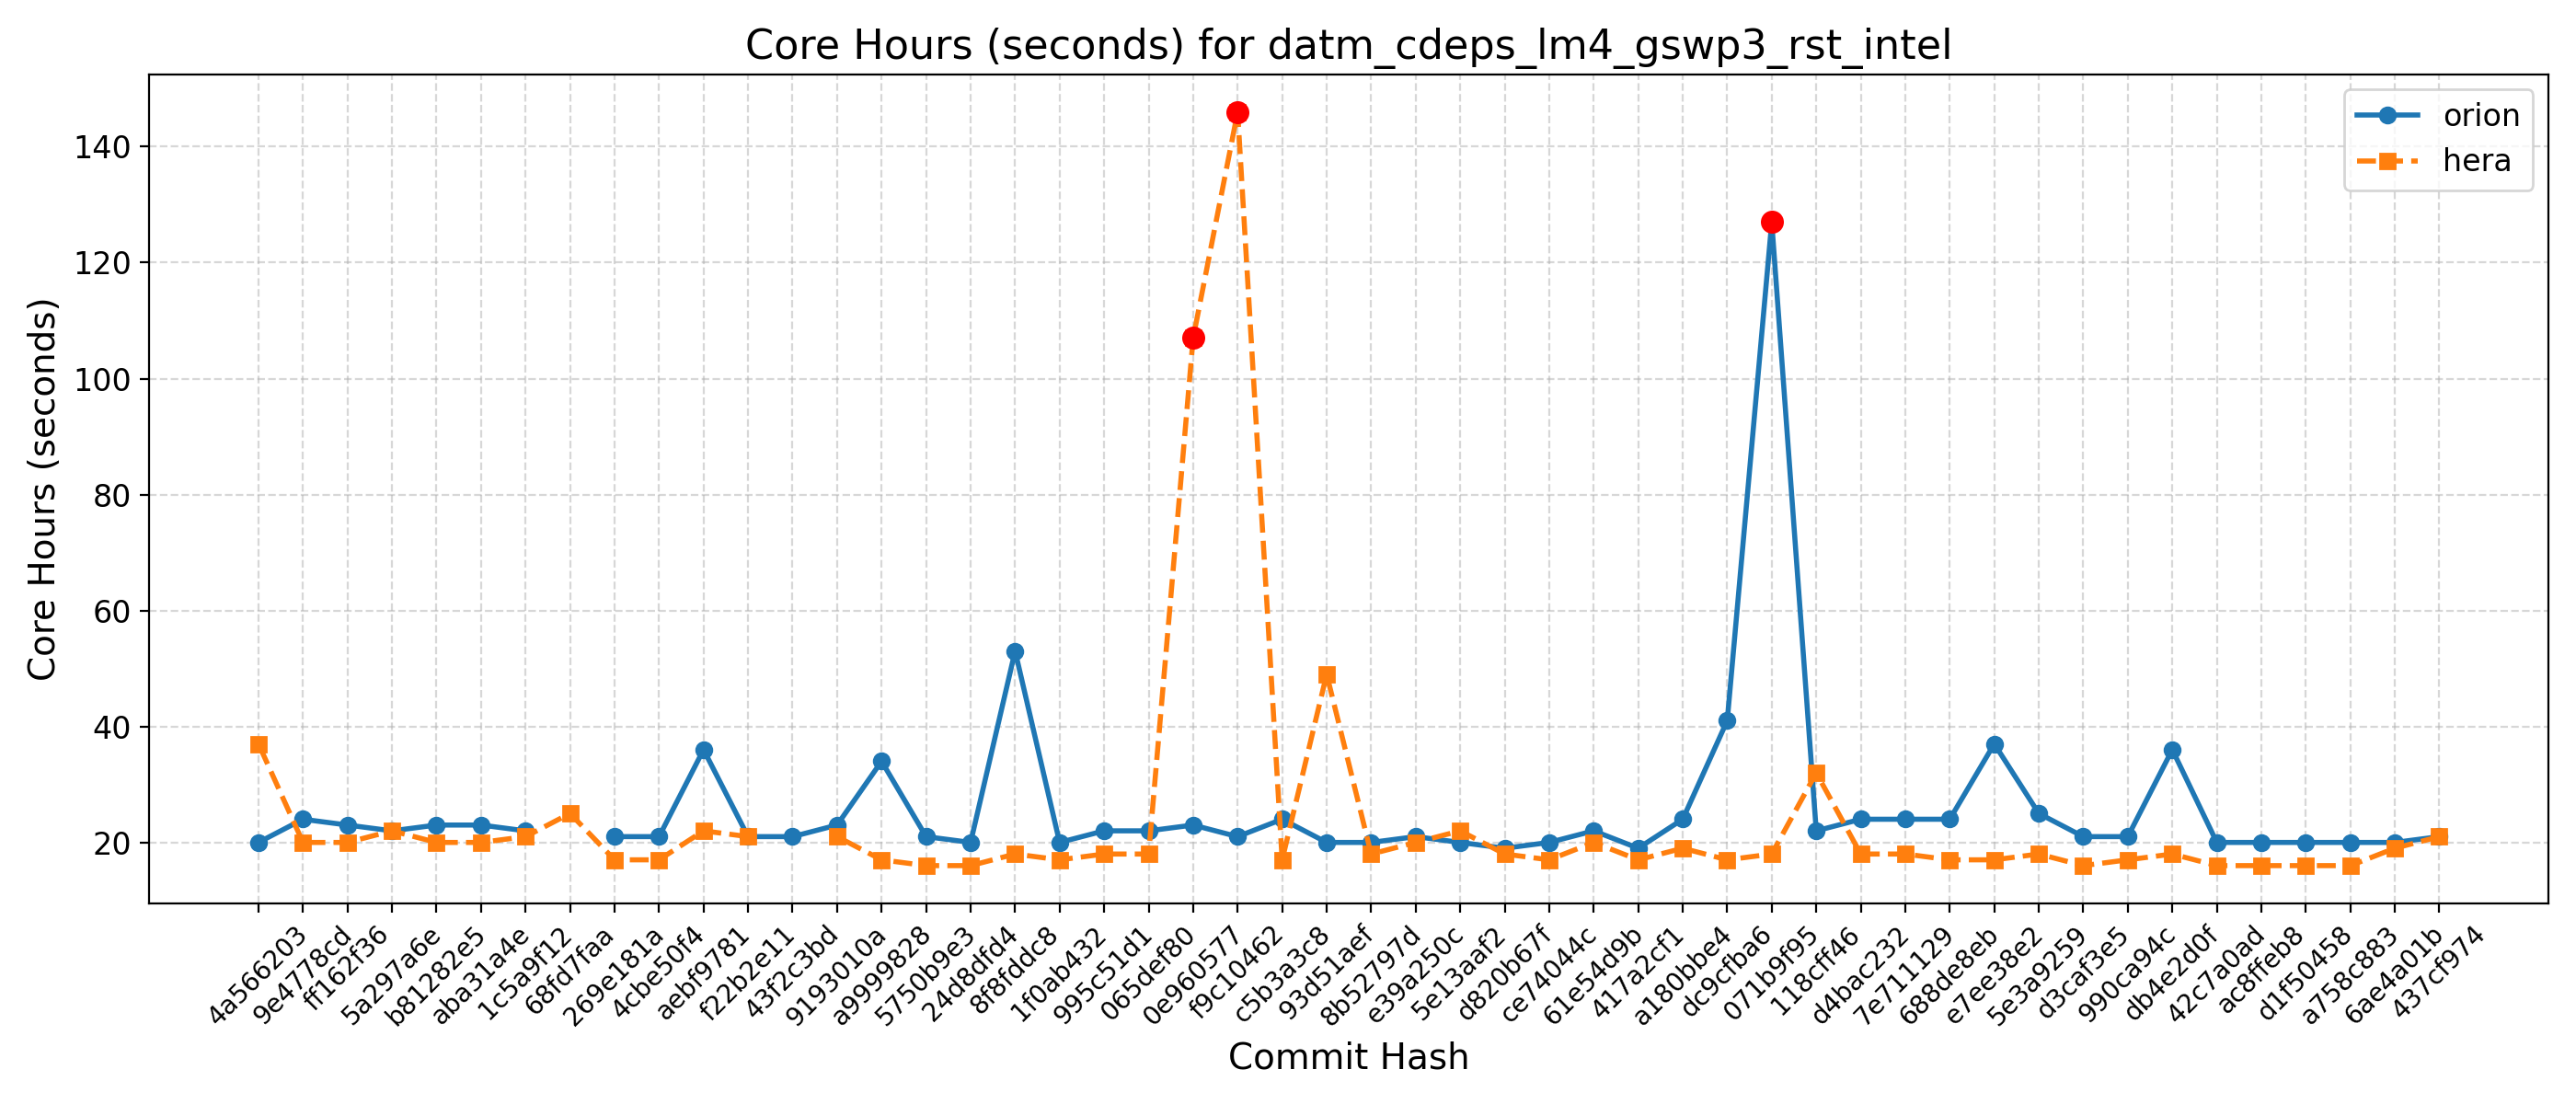 Core Hours (seconds) for datm_cdeps_lm4_gswp3_rst_intel
orion
hera
Core Hours (seconds)
140
120
100
80
60
40
20
4a566203
9e4778cd
ff162f36
5a297a6e
b81282e5
aba31a4e
1c5a9f12
68fd7faa
269e181a
4cbe50f4
aebf9781
f22b2e11
43f2c3bd
9193010a
a9999828
5750b9e3
24d8dfd4
8f8fddc8
1f0ab432
995c51d1
065def80
0e960577
f9c10462
c5b3a3c8
93d51aef
8b52797d
e39a250c
5e13aaf2
d820b67f
ce74044c
61e54d9b
417a2cf1
a180bbe4
dc9cfba6
071b9f95
118cff46
d4bac232
7e711129
688de8eb
e7ee38e2
5e3a9259
d3caf3e5
990ca94c
db4e2d0f
42c7a0ad
ac8ffeb8
d1f50458
a758c883
6ae4a01b
437cf974
Commit Hash